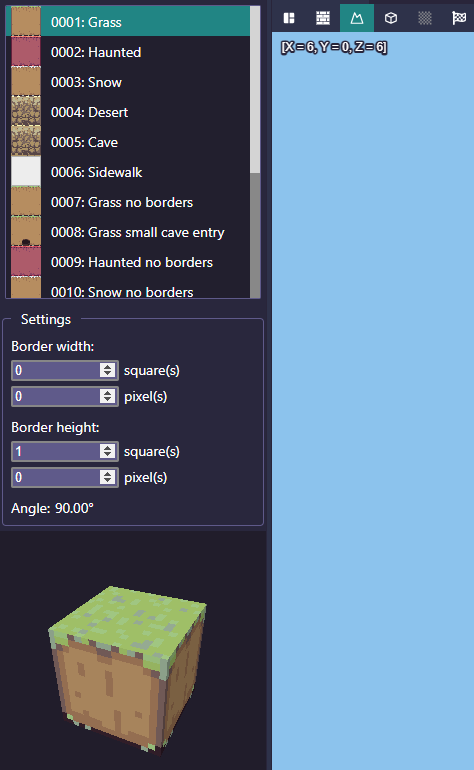 0001: Grass
[X = 6, Y = 0, Z = 6]
0002: Haunted
0003: Snow
0004: Desert
0005: Cave
0006: Sidewalk
0007: Grass no borders
0008: Grass small cave entry
0009: Haunted no borders
0010: Snow no borders
Settings
Border width:
0 square(s)
0 pixel(s)
Border height:
1 square(s)
0 pixel(s)
Angle: 90.00°